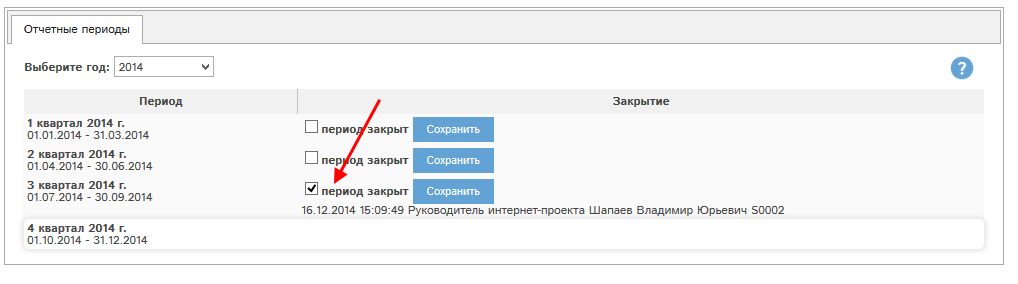 Отчетные периоды
Выберите год: 2014
?
Период Закрытие
1 квартал 2014 г.
01.01.2014 - 31.03.2014
период закрыт Сохранить
2 квартал 2014 г.
01.04.2014 - 30.06.2014
период закрыт Сохранить
3 квартал 2014 г.
01.07.2014 - 30.09.2014
период закрыт Сохранить
16.12.2014 15:09:49 Руководитель интернет-проекта Шапаев Владимир Юрьевич S0002
4 квартал 2014 г.
01.10.2014 - 31.12.2014